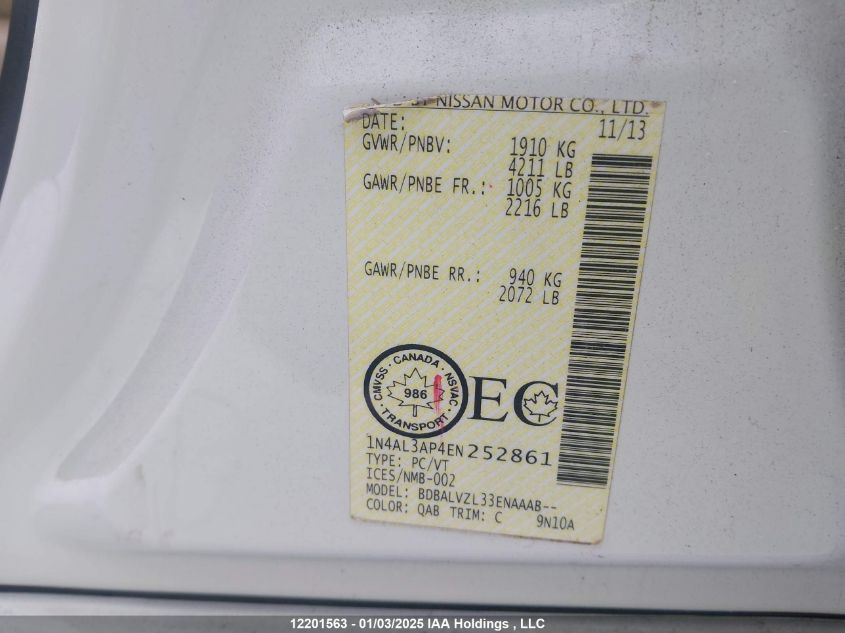 BY NISSAN MOTOR CO., LTD.
DATE: 11/13
GVWR/PNBV: 1910 KG
4211 LB
GAWR/PNBE FR.: 1005 KG
2216 LB
GAWR/PNBE RR.: 940 KG
2072 LB
CMVSS · CANADA · NSVAC
986
· TRANSPORT ·
EC
1N4AL3AP4EN252861
TYPE: PC/VT
ICES/NMB-002
MODEL: BDBALVZL33ENAAAB--
COLOR: QAB TRIM: C 9N10A
12201563 - 01/03/2025 IAA Holdings , LLC